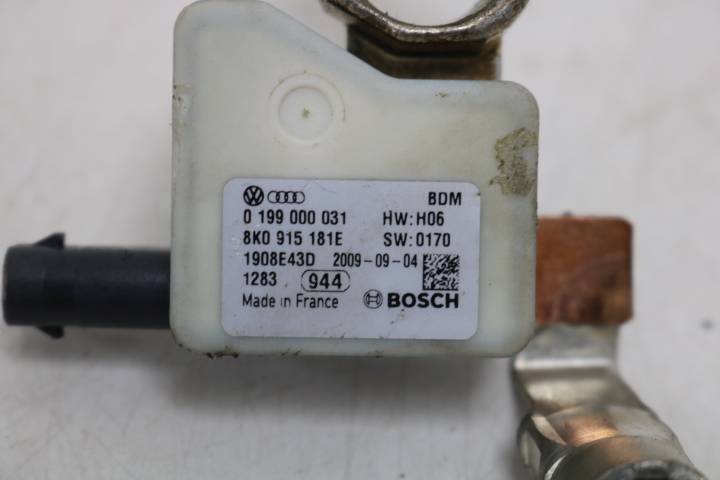 BDM
0 199 000 031 HW:H06
8K0 915 181E SW:0170
1908E43D 2009-09-04
1283 944
Made in France BOSCH